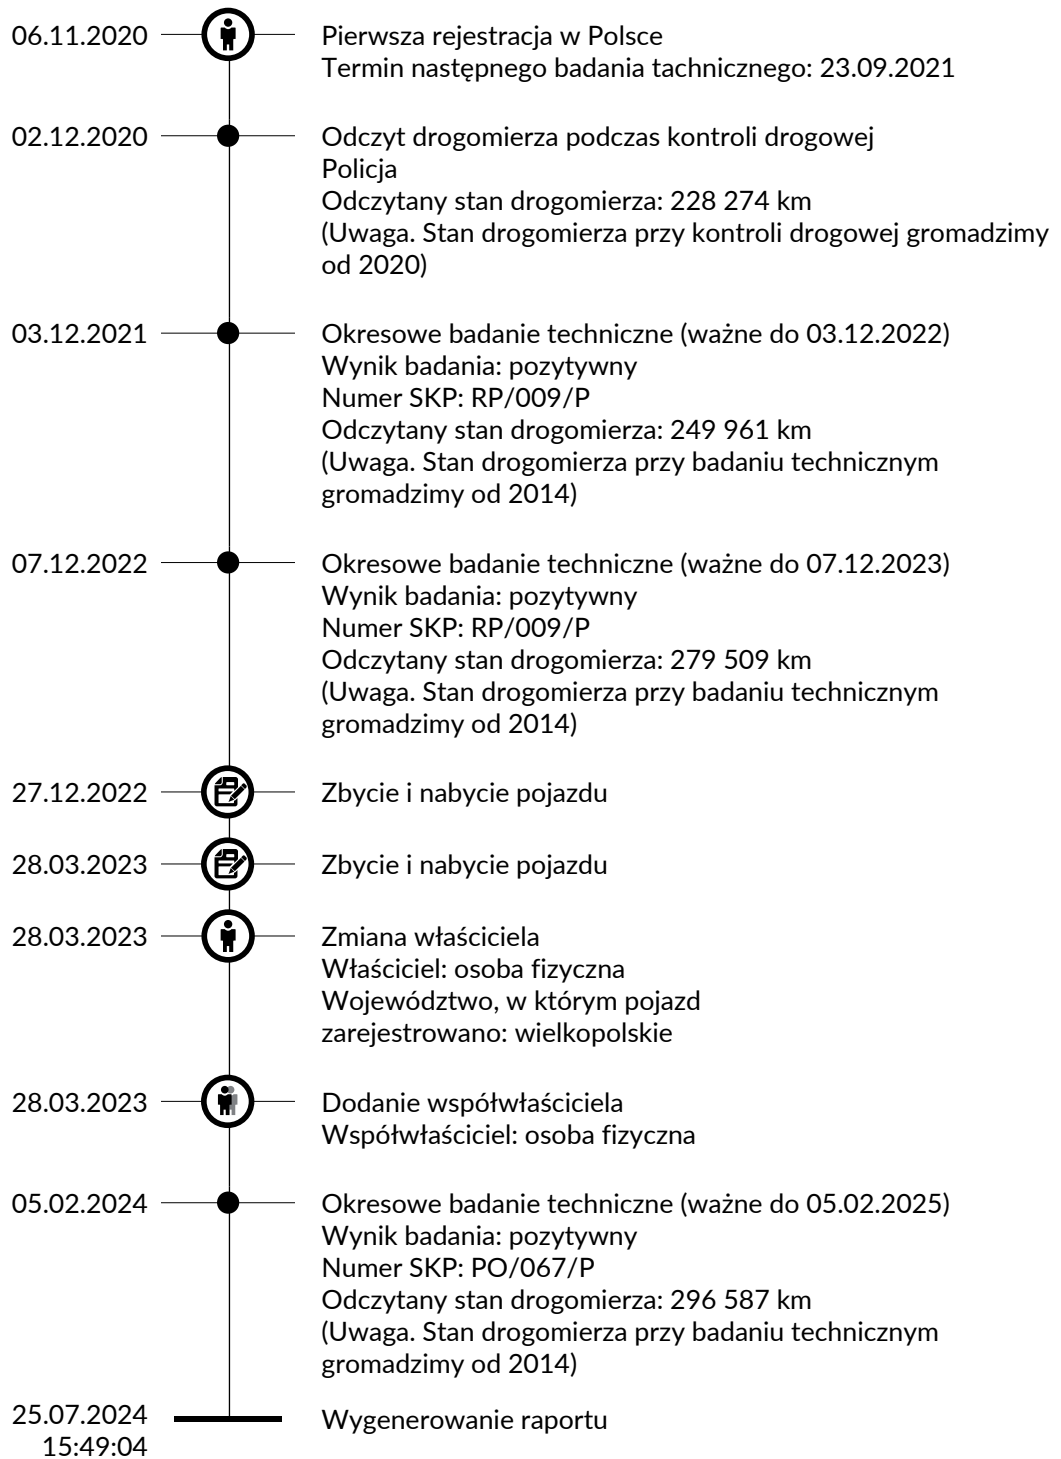 06.11.2020
Pierwsza rejestracja w Polsce
Termin następnego badania tachnicznego: 23.09.2021
02.12.2020
Odczyt drogomierza podczas kontroli drogowej
Policja
Odczytany stan drogomierza: 228 274 km
(Uwaga. Stan drogomierza przy kontroli drogowej gromadzimy
od 2020)
03.12.2021
Okresowe badanie techniczne (ważne do 03.12.2022)
Wynik badania: pozytywny
Numer SKP: RP/009/P
Odczytany stan drogomierza: 249 961 km
(Uwaga. Stan drogomierza przy badaniu technicznym
gromadzimy od 2014)
07.12.2022
Okresowe badanie techniczne (ważne do 07.12.2023)
Wynik badania: pozytywny
Numer SKP: RP/009/P
Odczytany stan drogomierza: 279 509 km
(Uwaga. Stan drogomierza przy badaniu technicznym
gromadzimy od 2014)
27.12.2022
Zbycie i nabycie pojazdu
28.03.2023
Zbycie i nabycie pojazdu
28.03.2023
Zmiana właściciela
Właściciel: osoba fizyczna
Województwo, w którym pojazd
zarejestrowano: wielkopolskie
28.03.2023
Dodanie współwłaściciela
Współwłaściciel: osoba fizyczna
05.02.2024
Okresowe badanie techniczne (ważne do 05.02.2025)
Wynik badania: pozytywny
Numer SKP: PO/067/P
Odczytany stan drogomierza: 296 587 km
(Uwaga. Stan drogomierza przy badaniu technicznym
gromadzimy od 2014)
25.07.2024
15:49:04
Wygenerowanie raportu